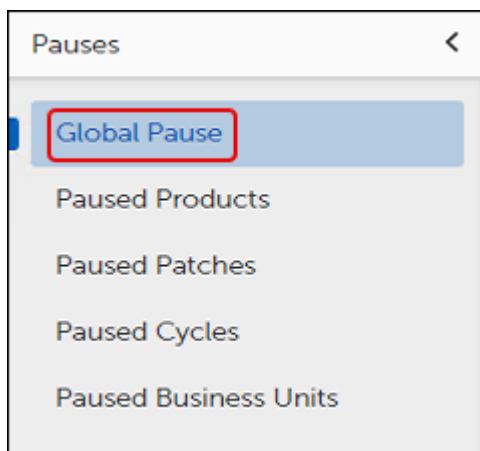 Pauses
Global Pause
Paused Products
Paused Patches
Paused Cycles
Paused Business Units